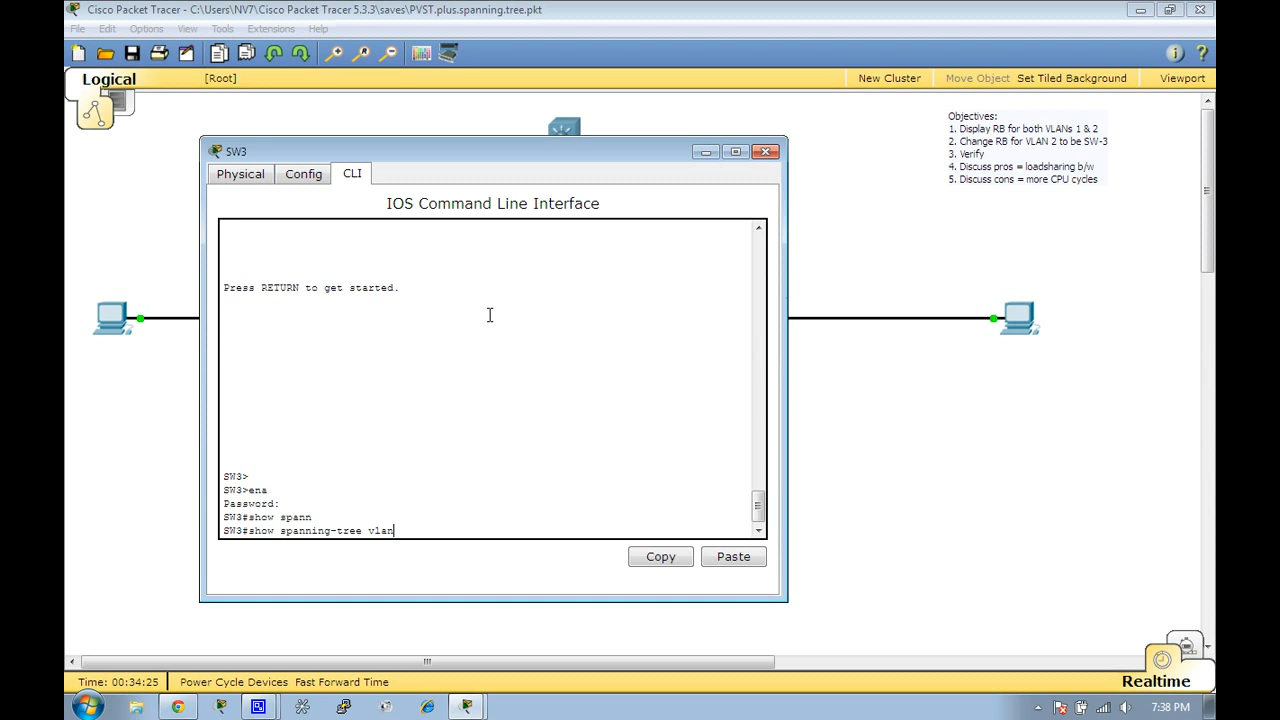 Cisco Packet Tracer - C:\Users\NV7\Cisco Packet Tracer 5.3.3\saves\PVST.plus.spanning.tree.pkt
File Edit Options View Tools Extensions Help
Logical
[Root]
New Cluster
Move Object
Set Tiled Background
Viewport
Objectives:
1. Display RB for both VLANs 1 & 2
2. Change RB for VLAN 2 to be SW-3
3. Verify
4. Discuss pros = loadsharing b/w
5. Discuss cons = more CPU cycles
SW3
Physical Config CLI
IOS Command Line Interface
Press RETURN to get started.
SW3>
SW3>ena
Password:
SW3#show spann
SW3#show spanning-tree vlan
Copy Paste
Time: 00:34:25
Power Cycle Devices Fast Forward Time
Realtime
7:38 PM